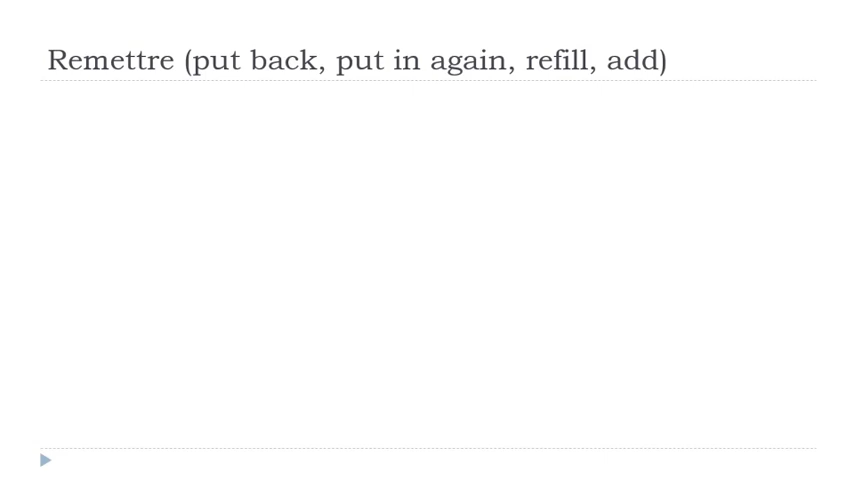 Remettre (put back, put in again, refill, add)